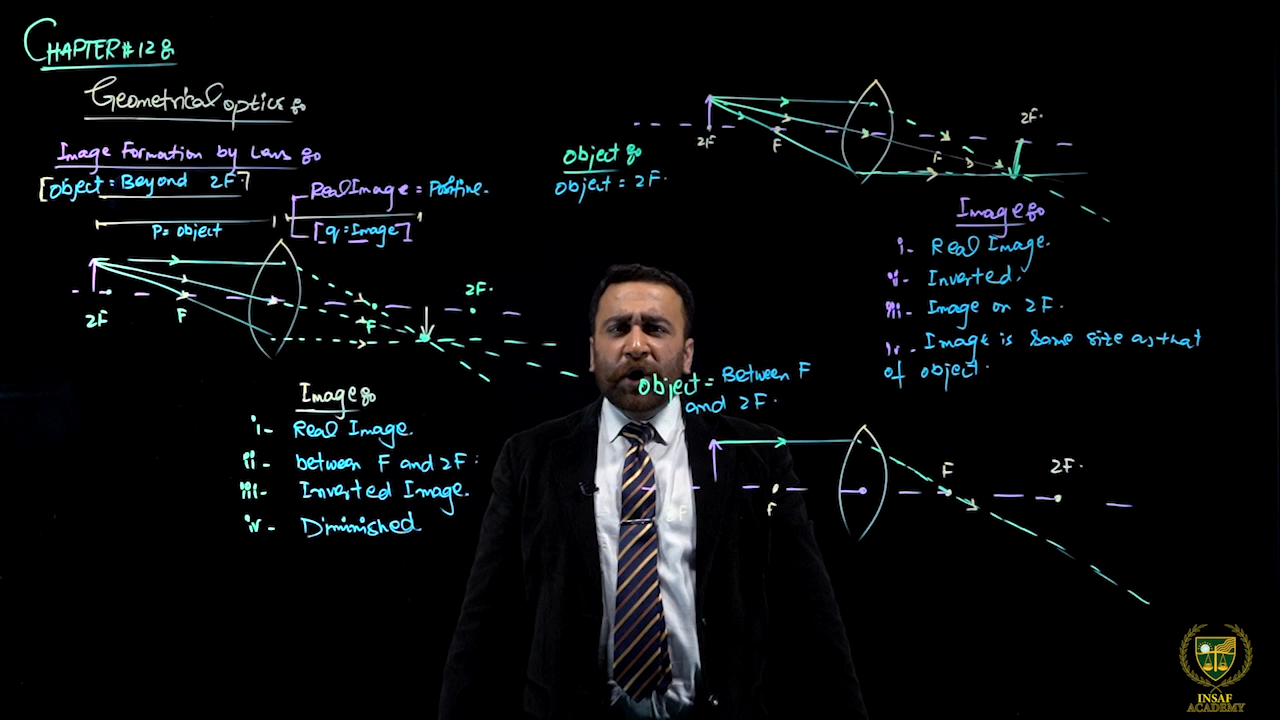 CHAPTER # 12:
Geometrical optics:
Image Formation by Lens:
[Object = Beyond 2F.]
Real Image = Positive.
[q = Image]
P = object
2F
F
F
2F.
Image:
i- Real Image.
ii- between F and 2F:
iii- Inverted Image.
iv- Diminished
Object:
object = 2F.
2F
F
F
2F.
Image:
i- Real Image.
ii- Inverted.
iii- Image on 2F.
iv- Image is same size as that
of object.
Object = Between F
and 2F.
2F
F
F
2F.
INSAF
ACADEMY